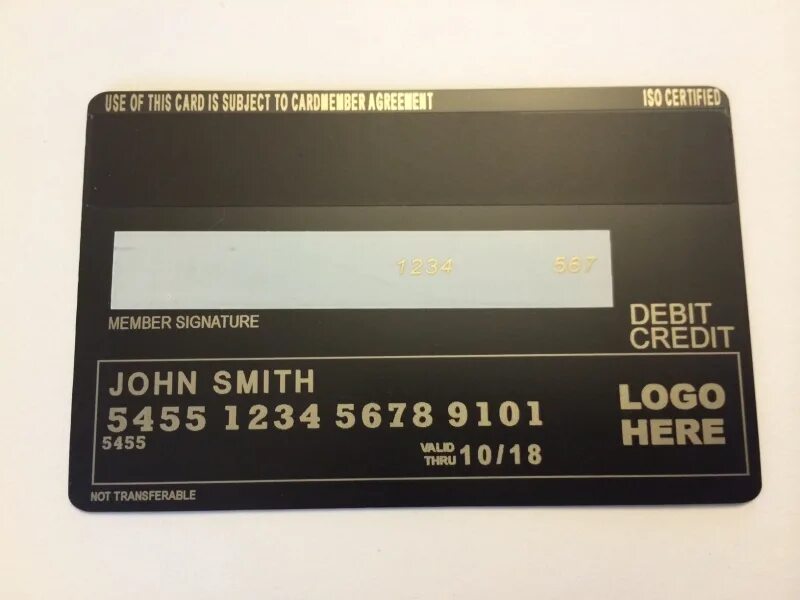 USE OF THIS CARD IS SUBJECT TO CARDMEMBER AGREEMENT ISO CERTIFIED
1234 567
MEMBER SIGNATURE
DEBIT
CREDIT
JOHN SMITH
5455 1234 5678 9101
5455
LOGO
HERE
VALID
THRU 10/18
NOT TRANSFERABLE